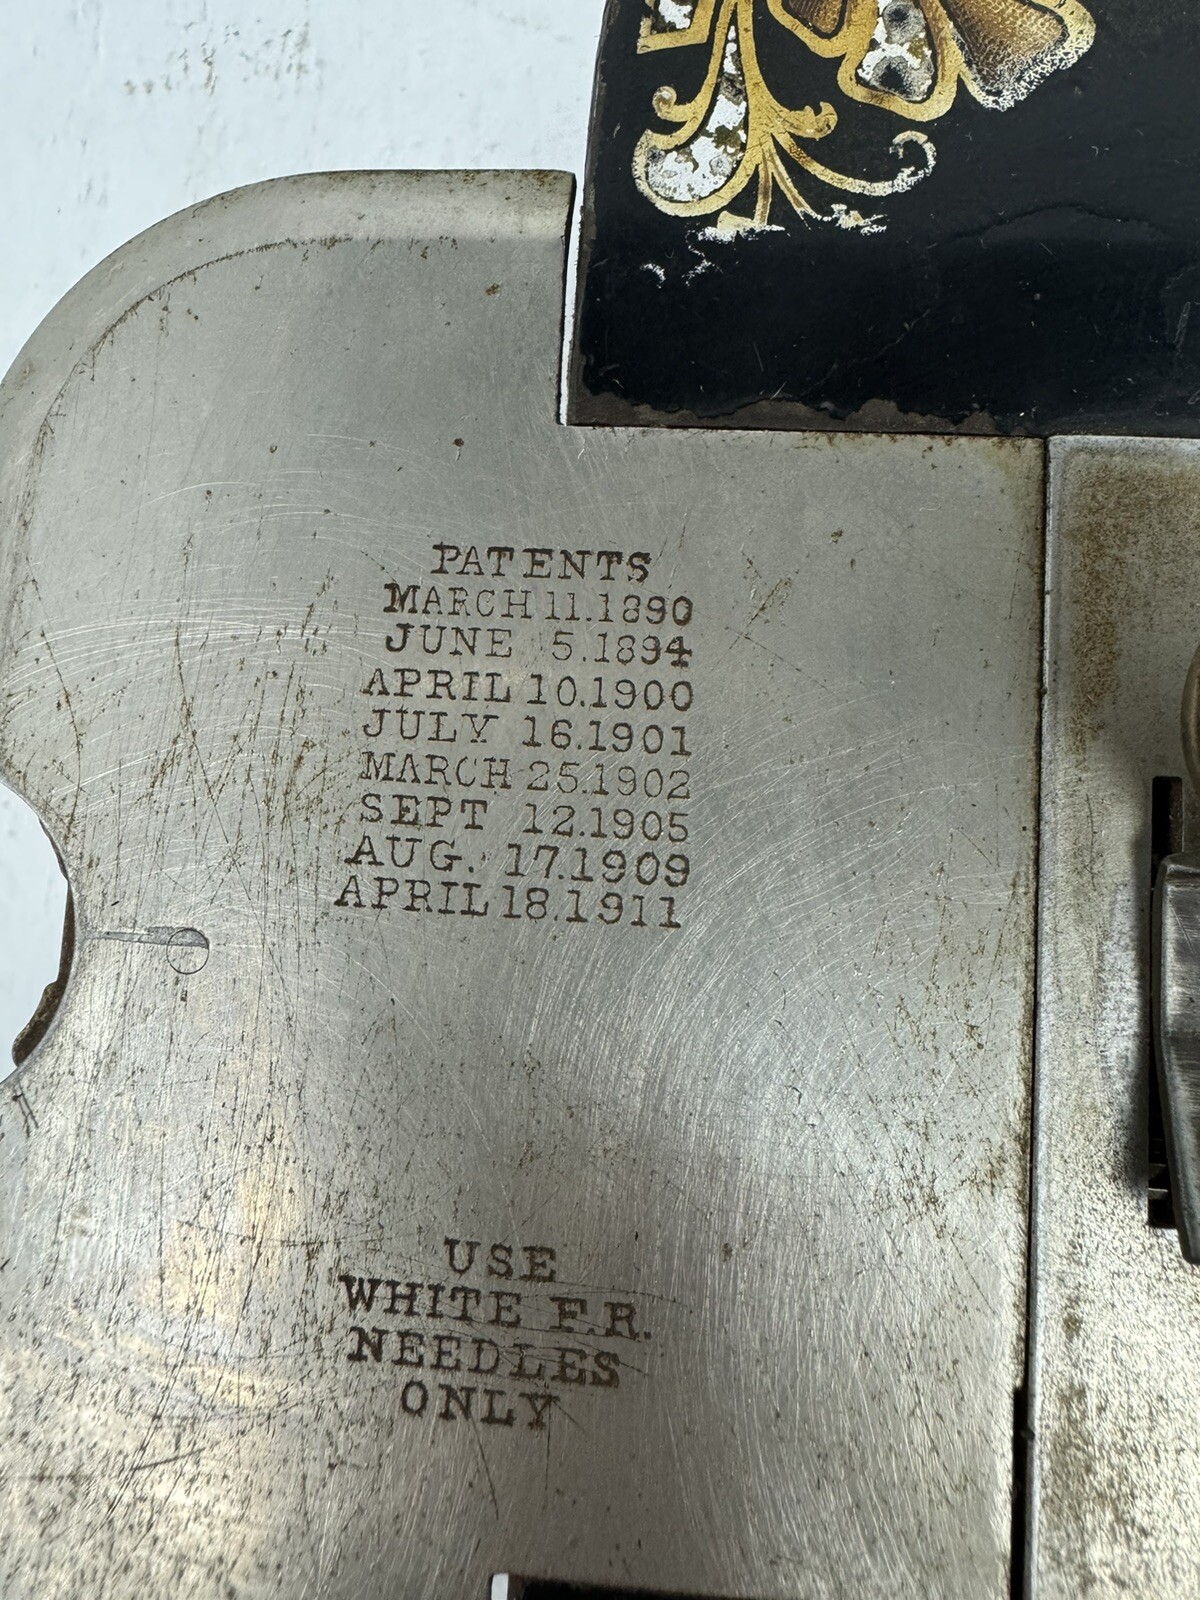 PATENTS
MARCH 11.1890
JUNE 5.1894
APRIL 10.1900
JULY 16.1901
MARCH 25.1902
SEPT 12.1905
AUG. 17.1909
APRIL 18.1911
USE
WHITE F.R.
NEEDLES
ONLY